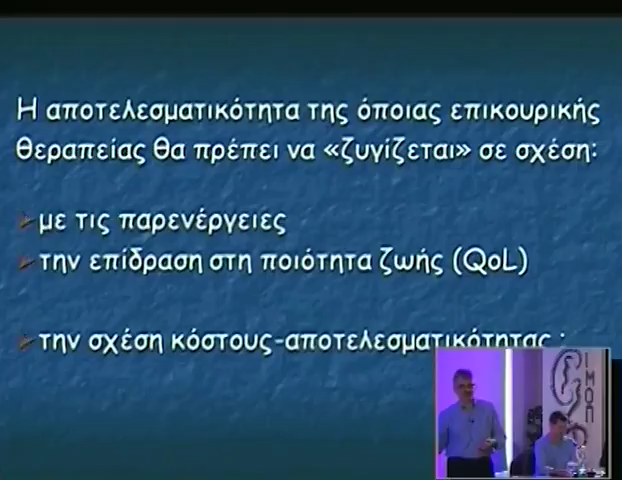 Η αποτελεσματικότητα της όποιας επικουρικής
θεραπείας θα πρέπει να «ζυγίζεται» σε σχέση:
με τις παρενέργειες
την επίδραση στη ποιότητα ζωής (QoL)
την σχέση κόστους-αποτελεσματικότητας ;